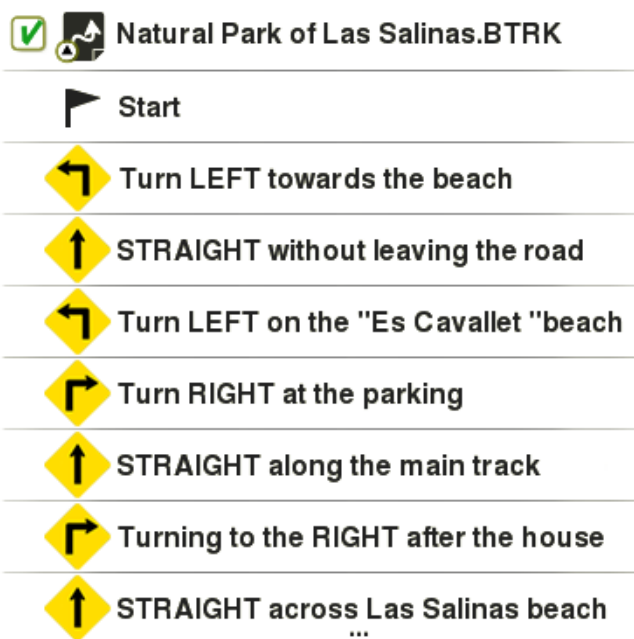 Natural Park of Las Salinas.BTRK
Start
Turn LEFT towards the beach
STRAIGHT without leaving the road
Turn LEFT on the "Es Cavallet "beach
Turn RIGHT at the parking
STRAIGHT along the main track
Turning to the RIGHT after the house
STRAIGHT across Las Salinas beach
...